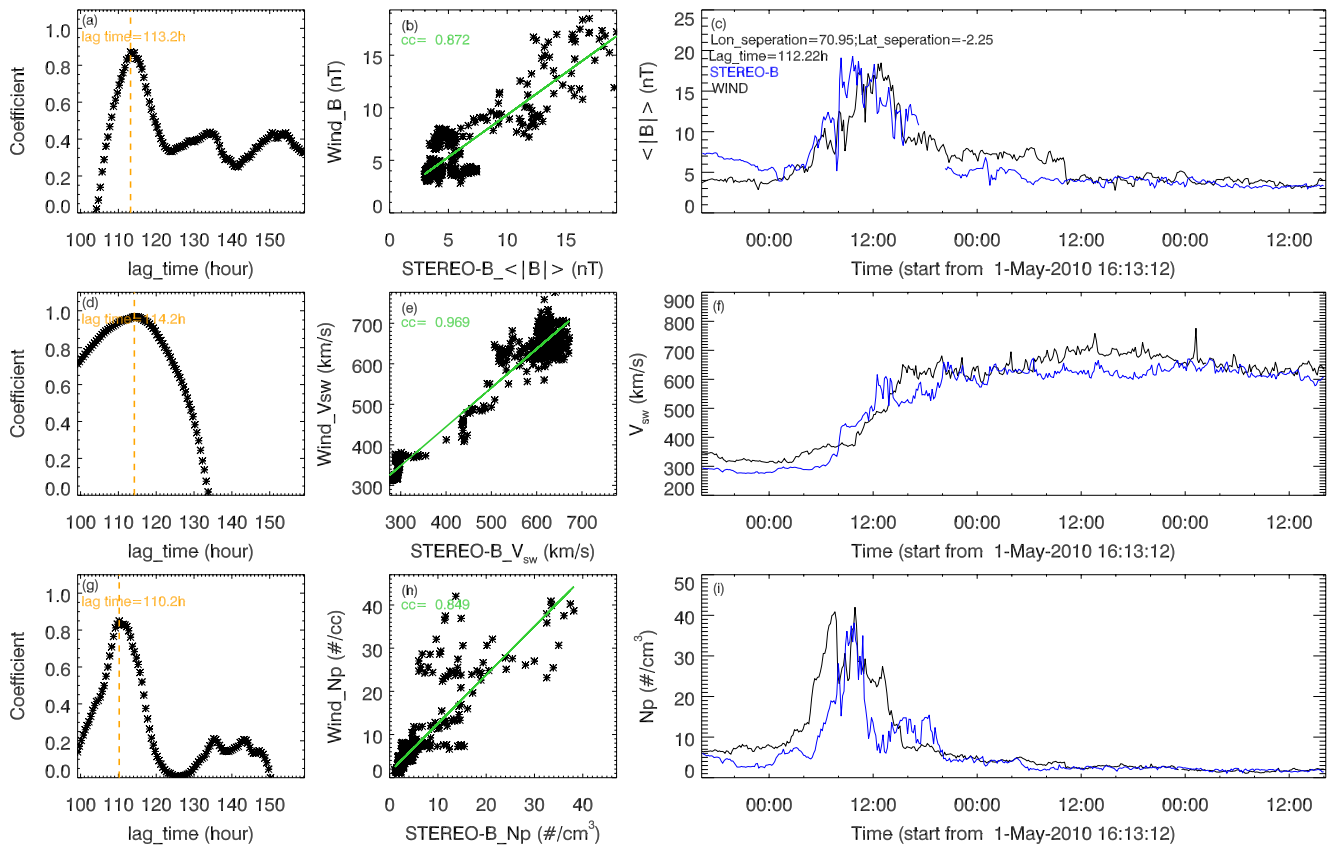 (a)
lag time=113.2h
Coefficient
1.0
0.8
0.6
0.4
0.2
0.0
100 110 120 130 140 150
lag_time (hour)
(b)
cc= 0.872
Wind_B (nT)
15
10
5
0
0 5 10 15
STEREO-B_<|B|> (nT)
(c)
Lon_seperation=70.95;Lat_seperation=-2.25
Lag_time=112.22h
STEREO-B
WIND
<|B|> (nT)
25
20
15
10
5
0
00:00 12:00 00:00 12:00 00:00 12:00
Time (start from 1-May-2010 16:13:12)
(d)
lag time=114.2h
Coefficient
1.0
0.8
0.6
0.4
0.2
0.0
100 110 120 130 140 150
lag_time (hour)
(e)
cc= 0.969
Wind_Vsw (km/s)
700
600
500
400
300
300 400 500 600 700
STEREO-B_Vsw (km/s)
(f)
Vsw (km/s)
900
800
700
600
500
400
300
200
00:00 12:00 00:00 12:00 00:00 12:00
Time (start from 1-May-2010 16:13:12)
(g)
lag time=110.2h
Coefficient
1.0
0.8
0.6
0.4
0.2
0.0
100 110 120 130 140 150
lag_time (hour)
(h)
cc= 0.849
Wind_Np (#/cc)
40
30
20
10
0
0 10 20 30 40
STEREO-B_Np (#/cm³)
(i)
Np (#/cm³)
50
40
30
20
10
0
00:00 12:00 00:00 12:00 00:00 12:00
Time (start from 1-May-2010 16:13:12)